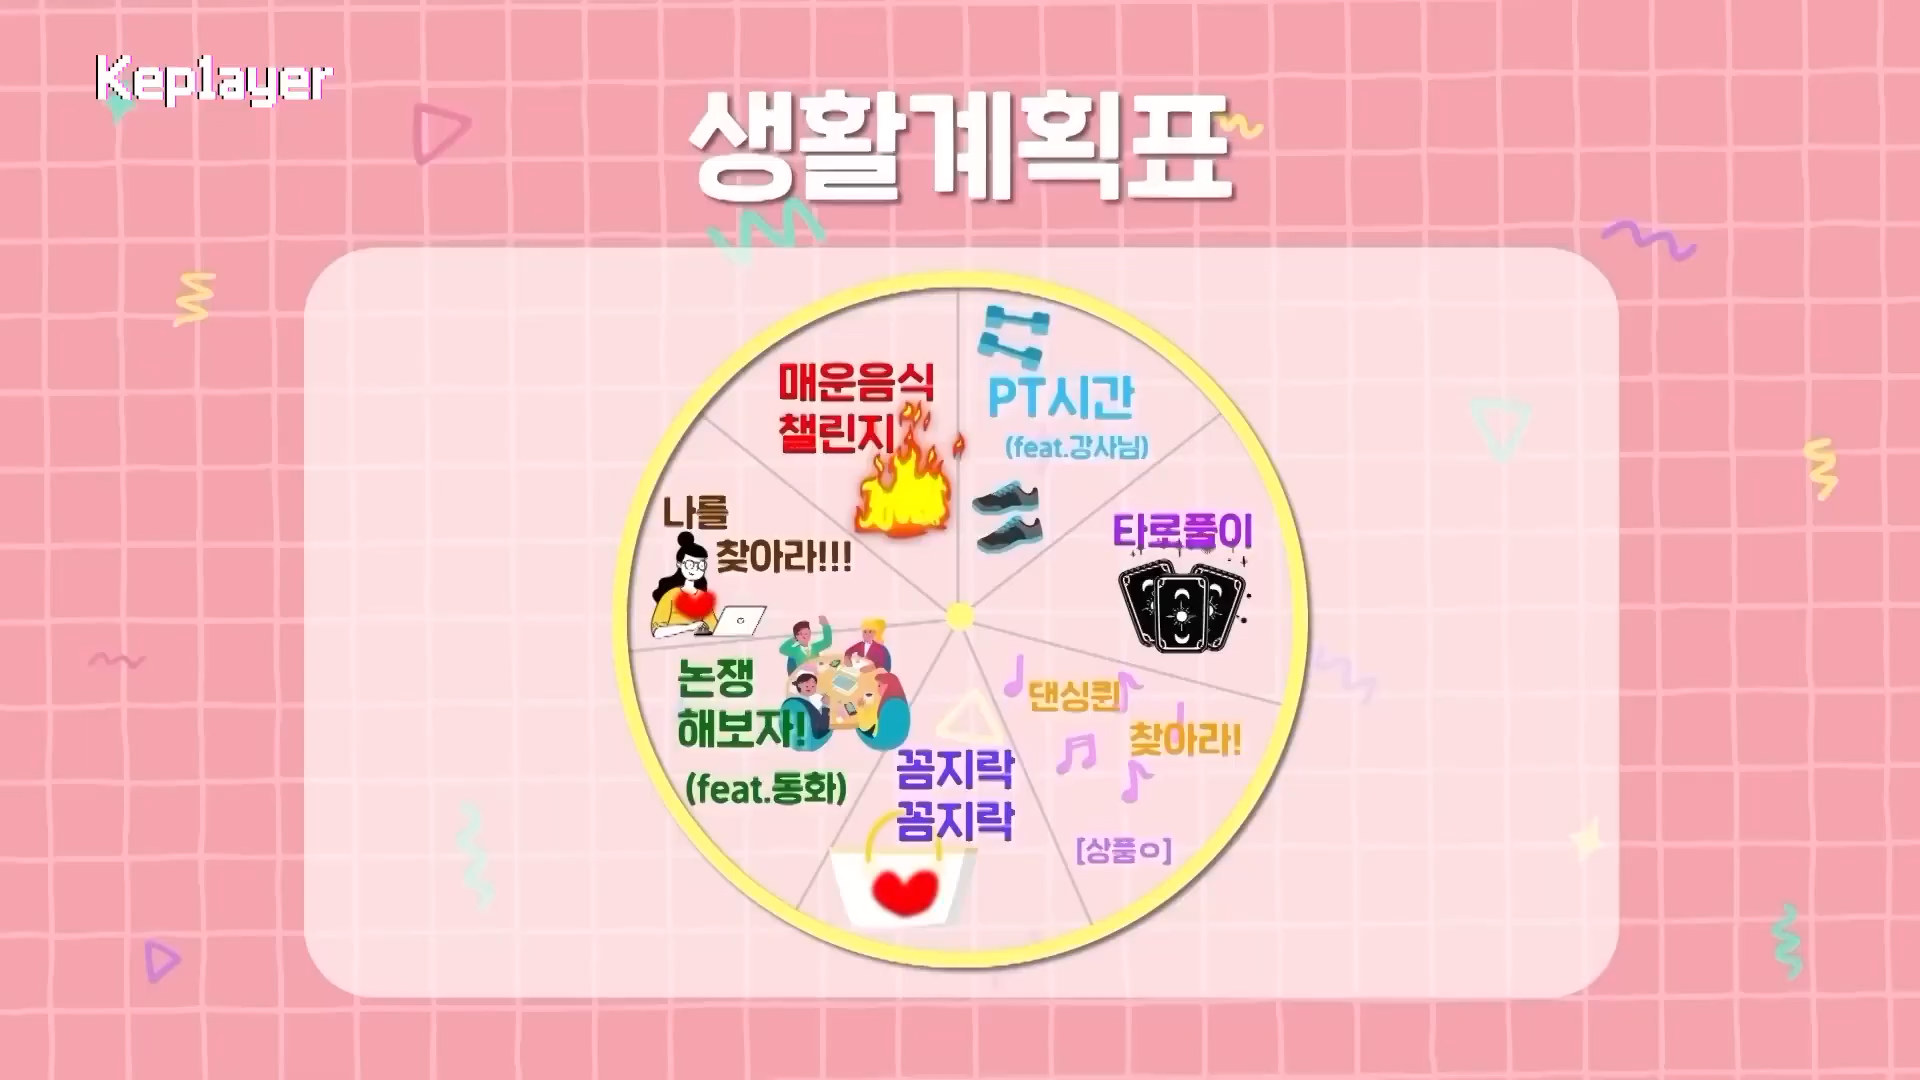 Kep1ayer
생활계획표
PT시간
(feat.강사님)
타로풀이
댄싱퀸
찾아라!
[상품ㅇ]
꼼지락
꼼지락
논쟁
해보자!
(feat.동화)
나를
찾아라!!!
매운음식
챌린지